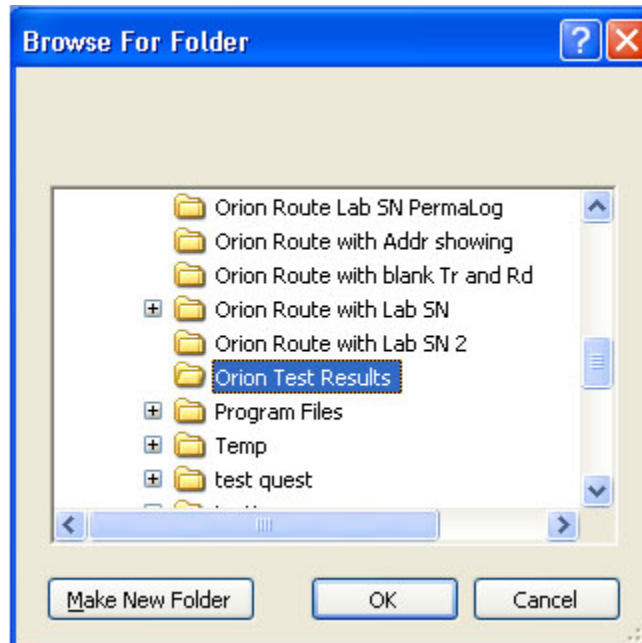 Browse For Folder
Orion Route Lab SN PermaLog
Orion Route with Addr showing
Orion Route with blank Tr and Rd
Orion Route with Lab SN
Orion Route with Lab SN 2
Orion Test Results
Program Files
Temp
test quest
Make New Folder OK Cancel